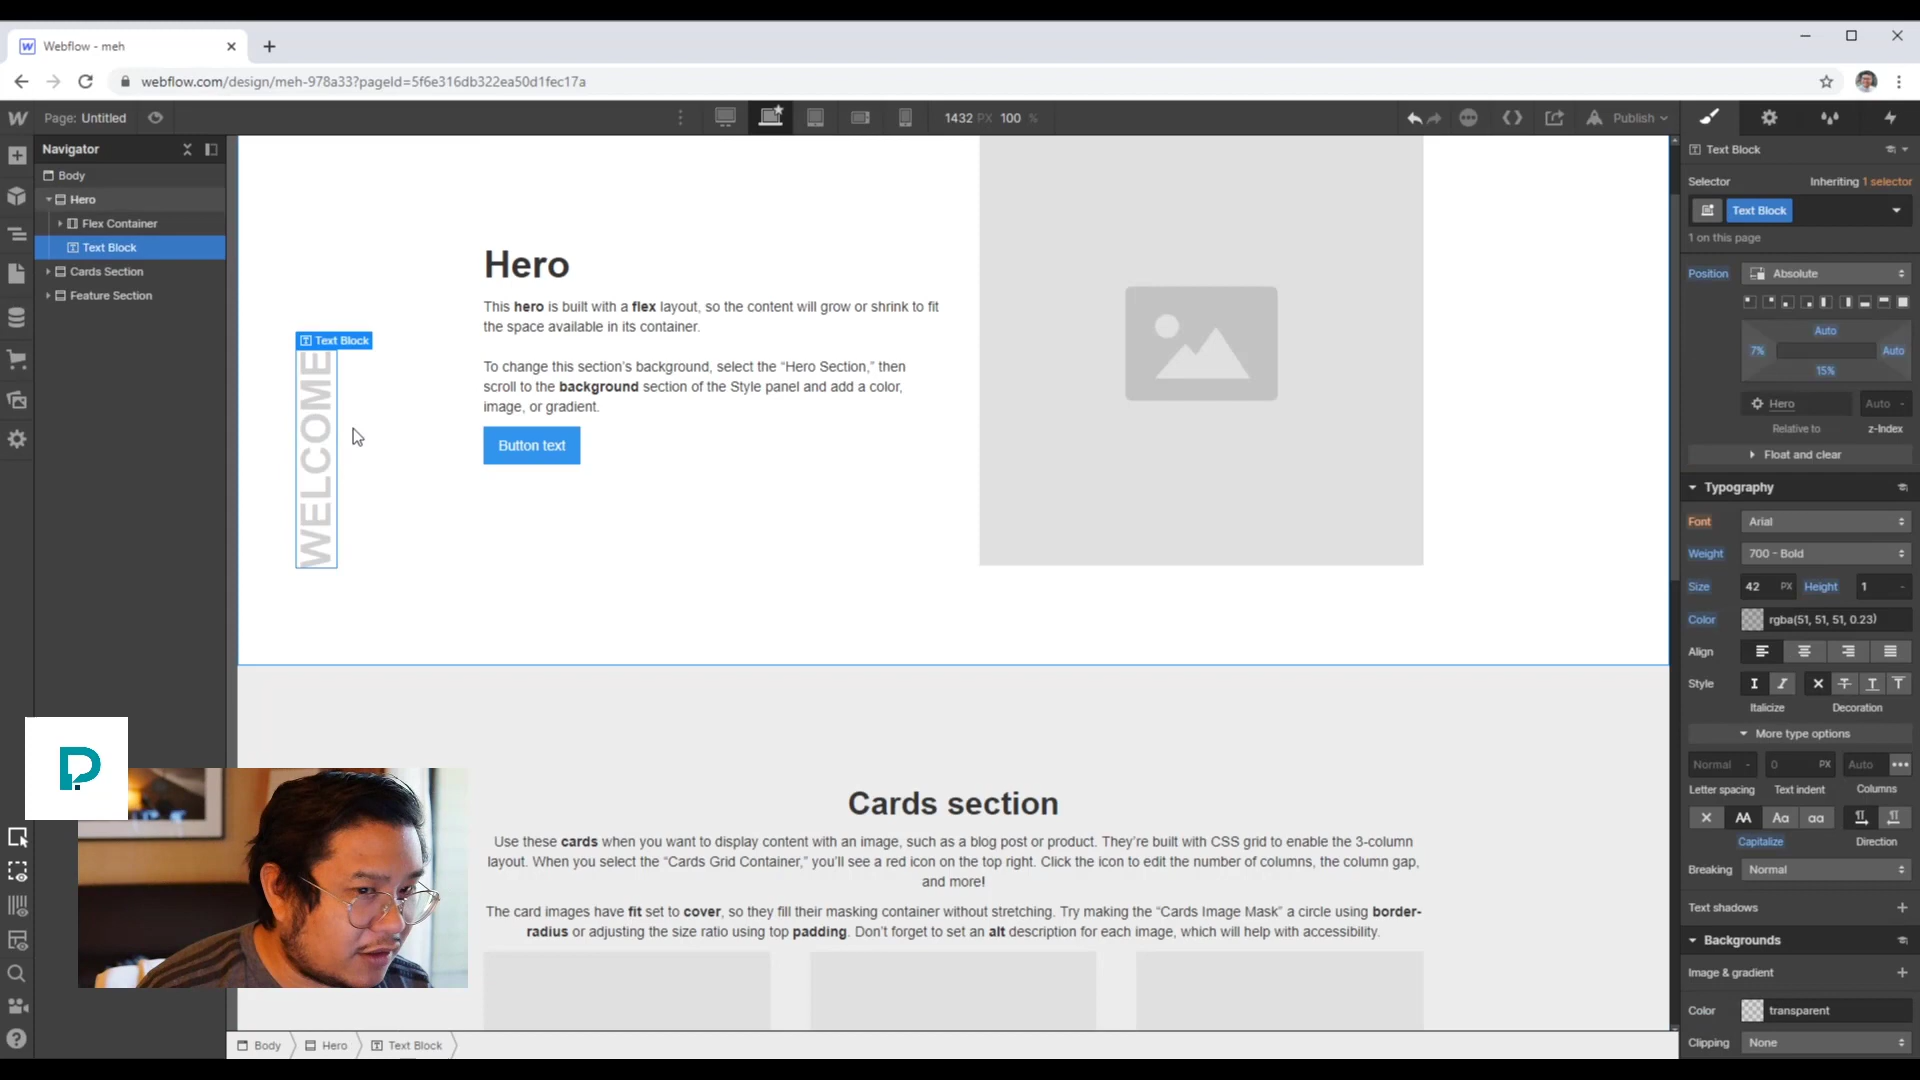 Webflow - meh
webflow.com/design/meh-978a33?pageId=5f6e316db322ea50d1fec17a
Page: Untitled
1432 PX 100 %
Publish
Navigator
Body
Hero
Flex Container
Text Block
Cards Section
Feature Section
Hero
This hero is built with a flex layout, so the content will grow or shrink to fit
the space available in its container.
To change this section's background, select the “Hero Section,” then
scroll to the background section of the Style panel and add a color,
image, or gradient.
Button text
Text Block
WELCOME
Cards section
Use these cards when you want to display content with an image, such as a blog post or product. They're built with CSS grid to enable the 3-column
layout. When you select the “Cards Grid Container,” you'll see a red icon on the top right. Click the icon to edit the number of columns, the column gap,
and more!
The card images have fit set to cover, so they fill their masking container without stretching. Try making the “Cards Image Mask” a circle using border-
radius or adjusting the size ratio using top padding. Don't forget to set an alt description for each image, which will help with accessibility.
Body
Hero
Text Block
Text Block
Selector
Inheriting 1 selector
Text Block
1 on this page
Position
Absolute
Auto
7%
Auto
15%
Hero
Auto -
Relative to
z-Index
Float and clear
Typography
Font
Arial
Weight
700 - Bold
Size
42 PX
Height
1 -
Color
rgba(51, 51, 51, 0.23)
Align
Style
Italicize
Decoration
More type options
Normal -
0 PX
Auto
Letter spacing
Text indent
Columns
AA
Aa
aa
Capitalize
Direction
Breaking
Normal
Text shadows
Backgrounds
Image & gradient
Color
transparent
Clipping
None